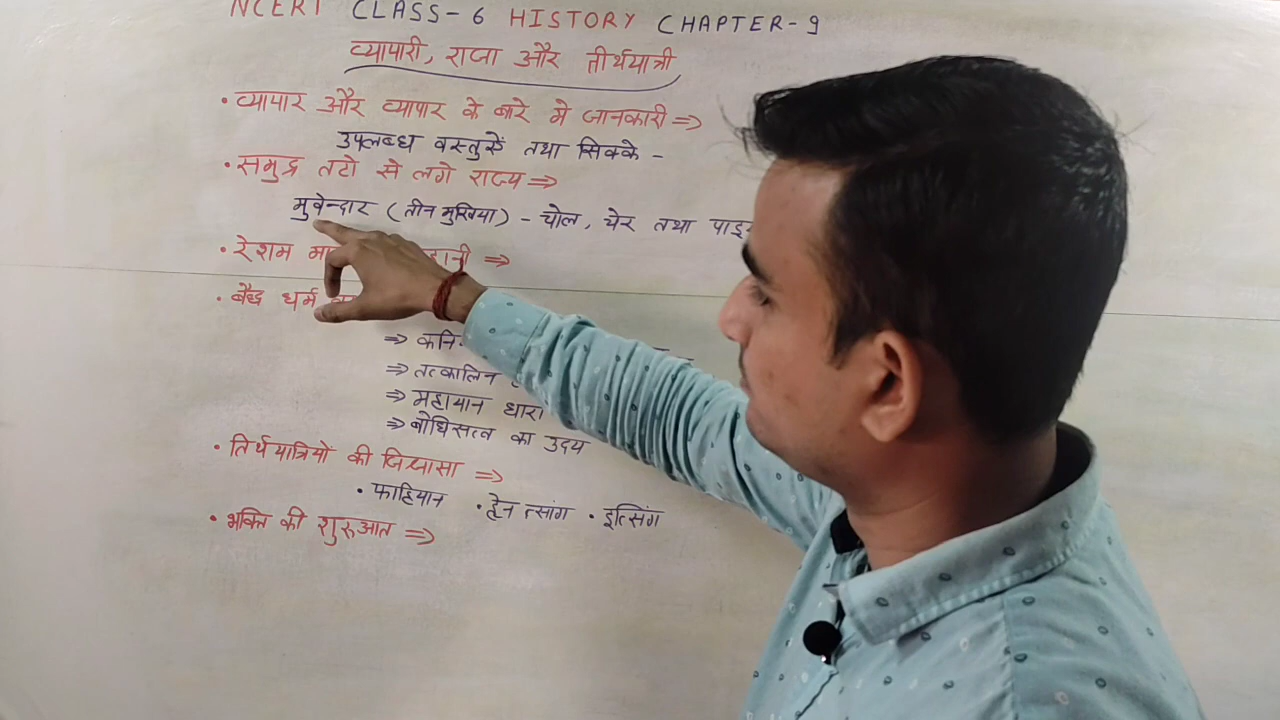 NCERT CLASS-6 HISTORY CHAPTER-9
व्यापारी, राजा और तीर्थयात्री
• व्यापार और व्यापार के बारे मे जानकारी ⇒
उपलब्ध वस्तुएँ तथा सिक्के -
• समुद्र तटो से लगे राज्य ⇒
मुवेन्दार (तीन मुखिया) - चोल, चेर तथा
• रेशम ⇒
• बौद्ध धर्म
⇒
⇒ तत्कालिन
⇒ महायान धारा
⇒ बोधिसत्व का उदय
• तिर्थयात्रियों की जिज्ञासा ⇒
• फाहियान • ह्वेन त्सांग • इत्सिंग
• भक्ति की शुरुआत ⇒